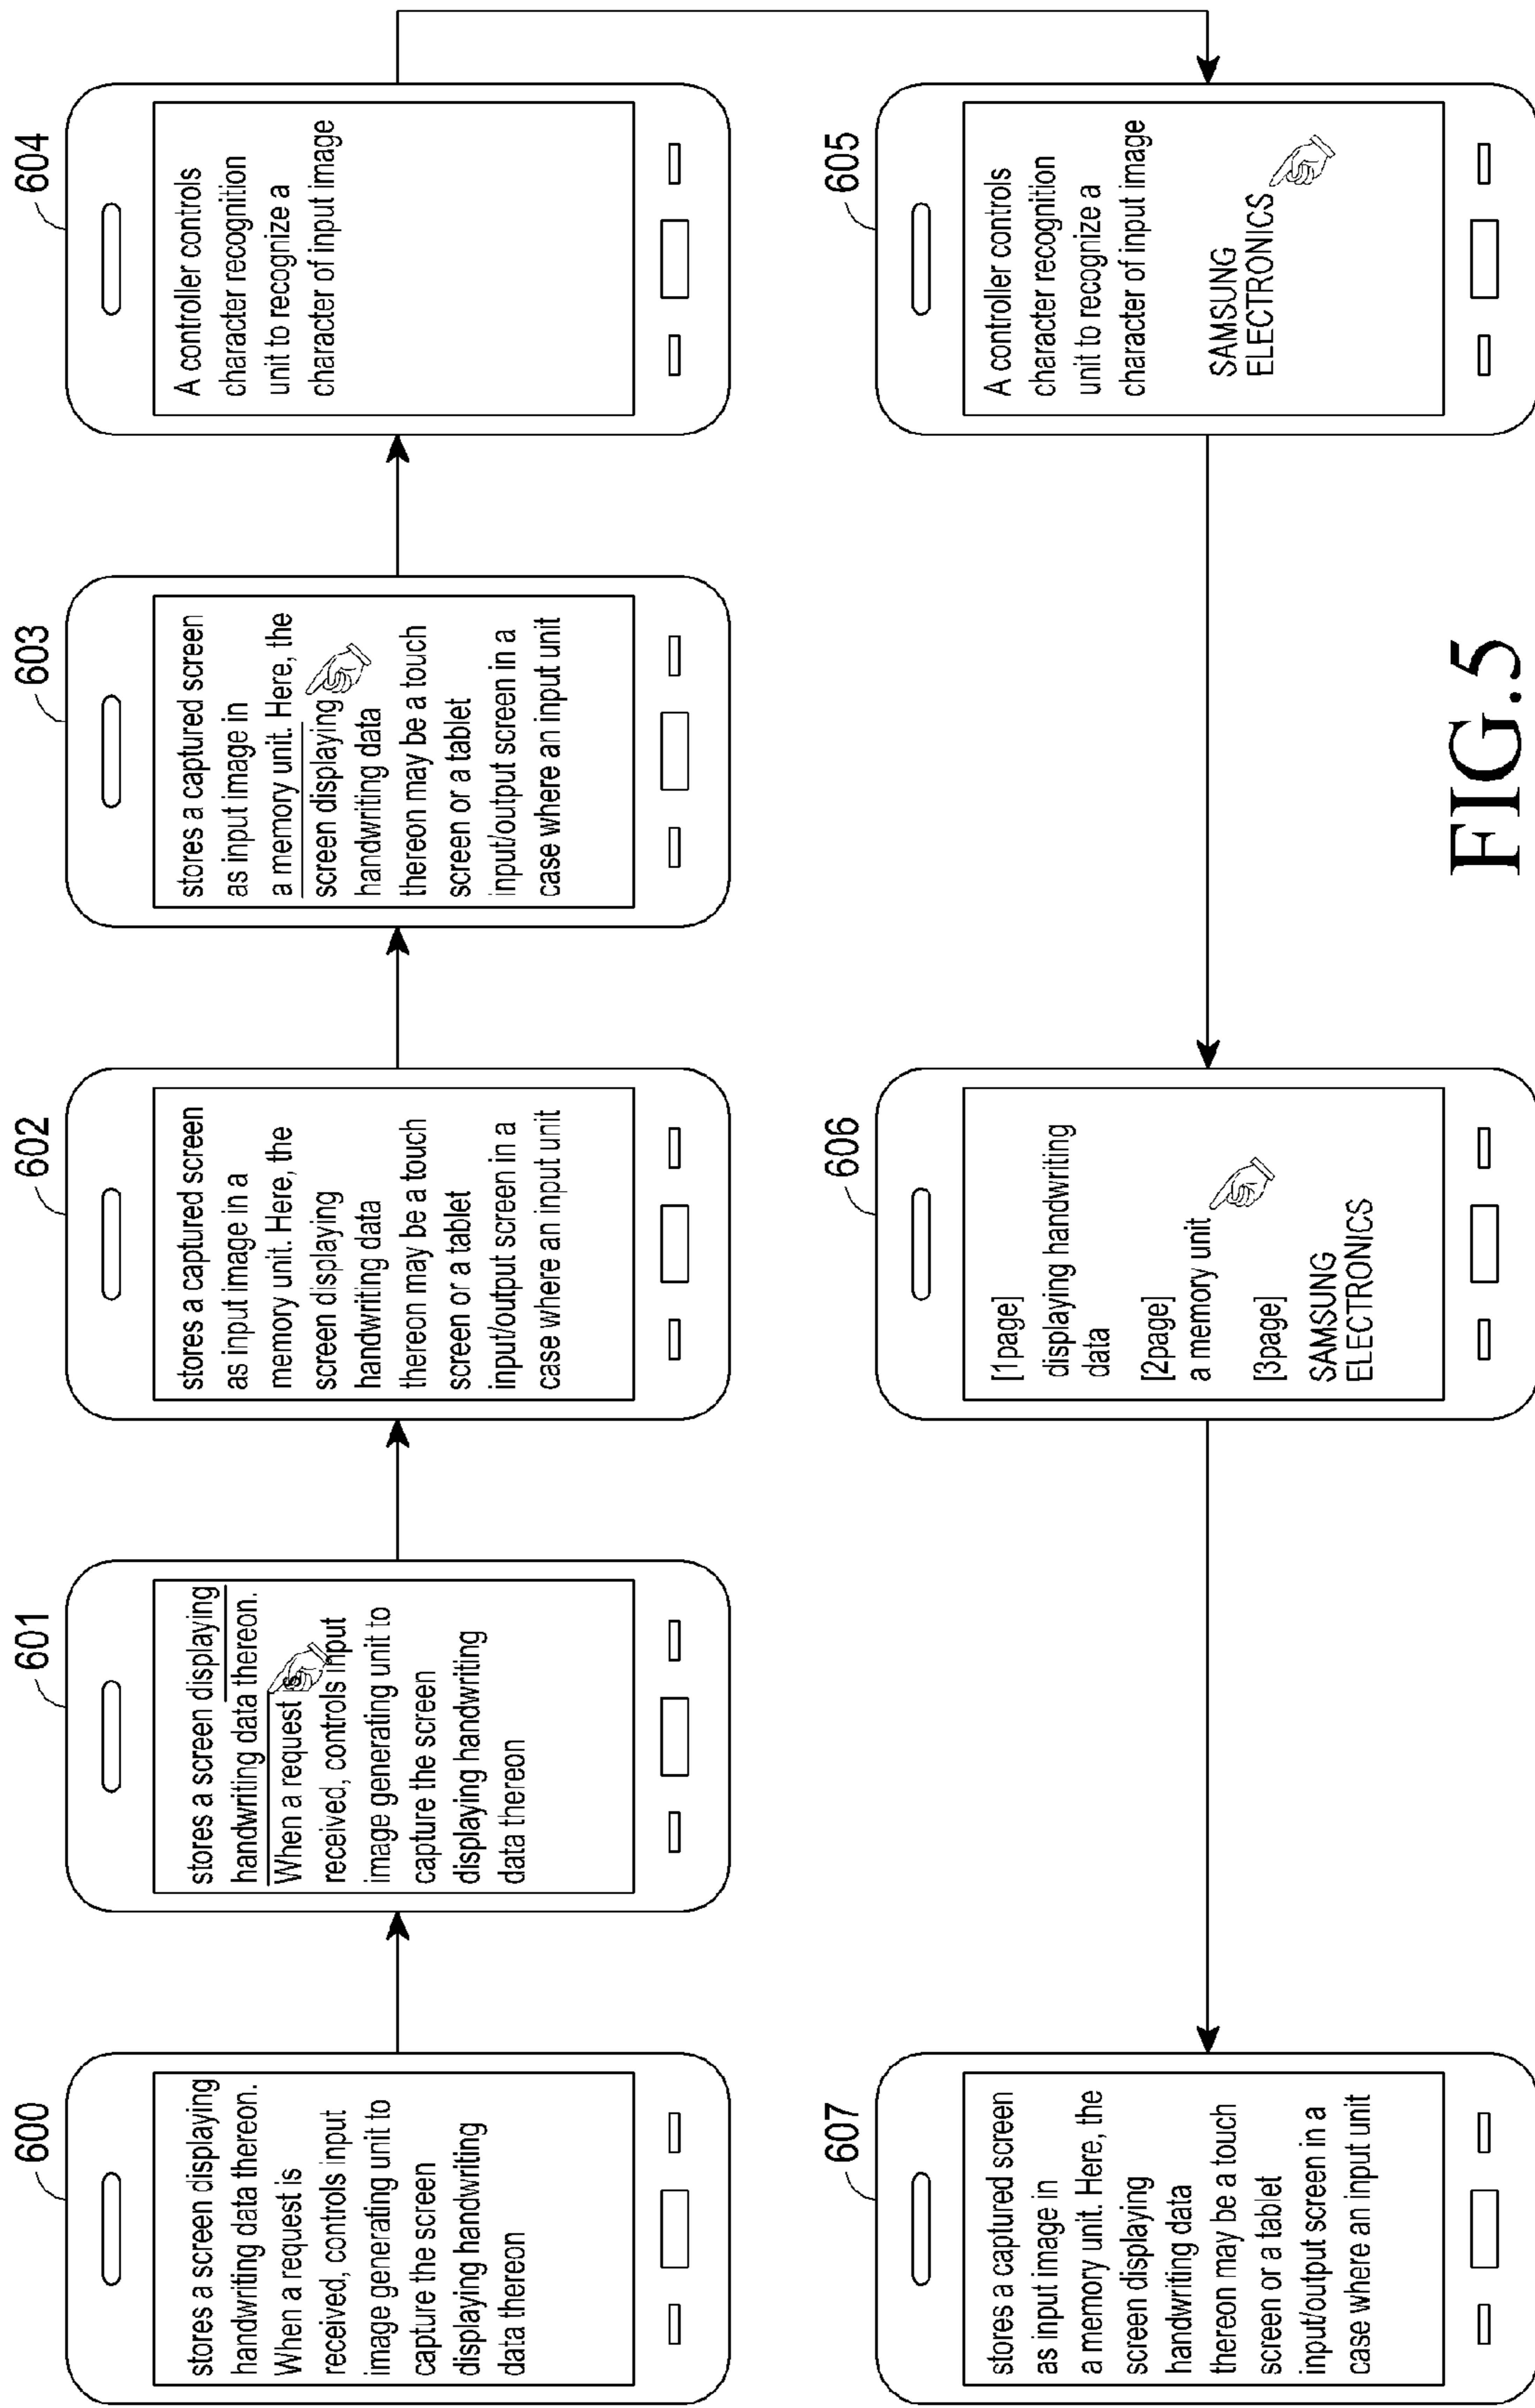 600
stores a screen displaying
handwriting data thereon.
When a request is
received, controls input
image generating unit to
capture the screen
displaying handwriting
data thereon
601
stores a screen displaying
handwriting data thereon.
When a request is
received, controls input
image generating unit to
capture the screen
displaying handwriting
data thereon
602
stores a captured screen
as input image in a
memory unit. Here, the
screen displaying
handwriting data
thereon may be a touch
screen or a tablet
input/output screen in a
case where an input unit
603
stores a captured screen
as input image in
a memory unit. Here, the
screen displaying
handwriting data
thereon may be a touch
screen or a tablet
input/output screen in a
case where an input unit
604
A controller controls
character recognition
unit to recognize a
character of input image
605
A controller controls
character recognition
unit to recognize a
character of input image
SAMSUNG
ELECTRONICS
606
[1page]
displaying handwriting
data
[2page]
a memory unit
[3page]
SAMSUNG
ELECTRONICS
607
stores a captured screen
as input image in
a memory unit. Here, the
screen displaying
handwriting data
thereon may be a touch
screen or a tablet
input/output screen in a
case where an input unit
FIG.5